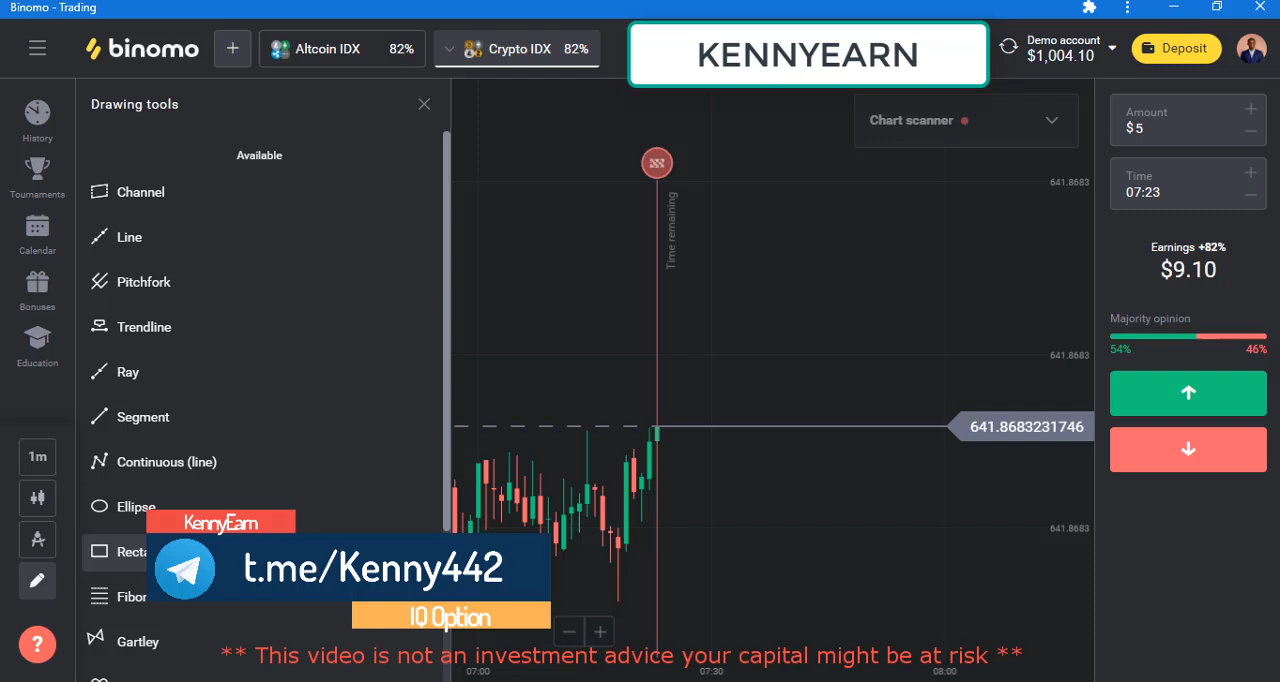 Binomo - Trading
binomo
+
Altcoin IDX 82%
Crypto IDX 82%
KENNYEARN
Demo account
$1,004.10
Deposit
History
Tournaments
Calendar
Bonuses
Education
1m
?
Drawing tools
Available
Channel
Line
Pitchfork
Trendline
Ray
Segment
Continuous (line)
Ellipse
Recta
Fibon
Gartley
KennyEarn
t.me/Kenny442
IQ Option
Chart scanner
Time remaining
641.8683
641.8683
641.8683231746
641.8683
07:00
07:30
08:00
Amount
$5
Time
07:23
Earnings +82%
$9.10
Majority opinion
54% 46%
** This video is not an investment advice your capital might be at risk **